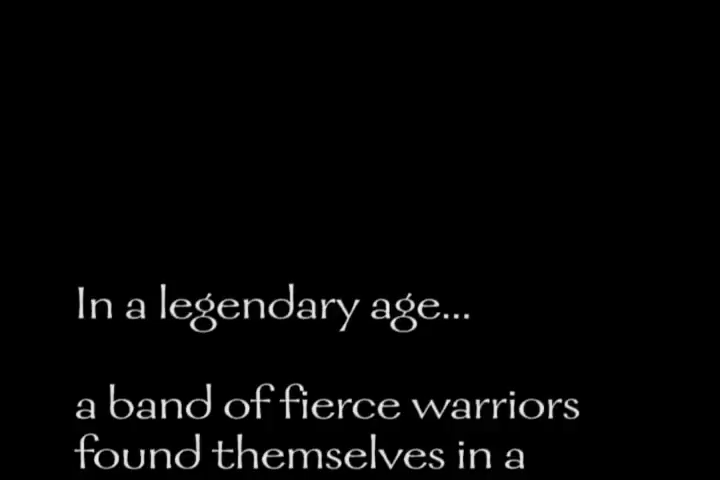 In a legendary age...
a band of fierce warriors
found themselves in a